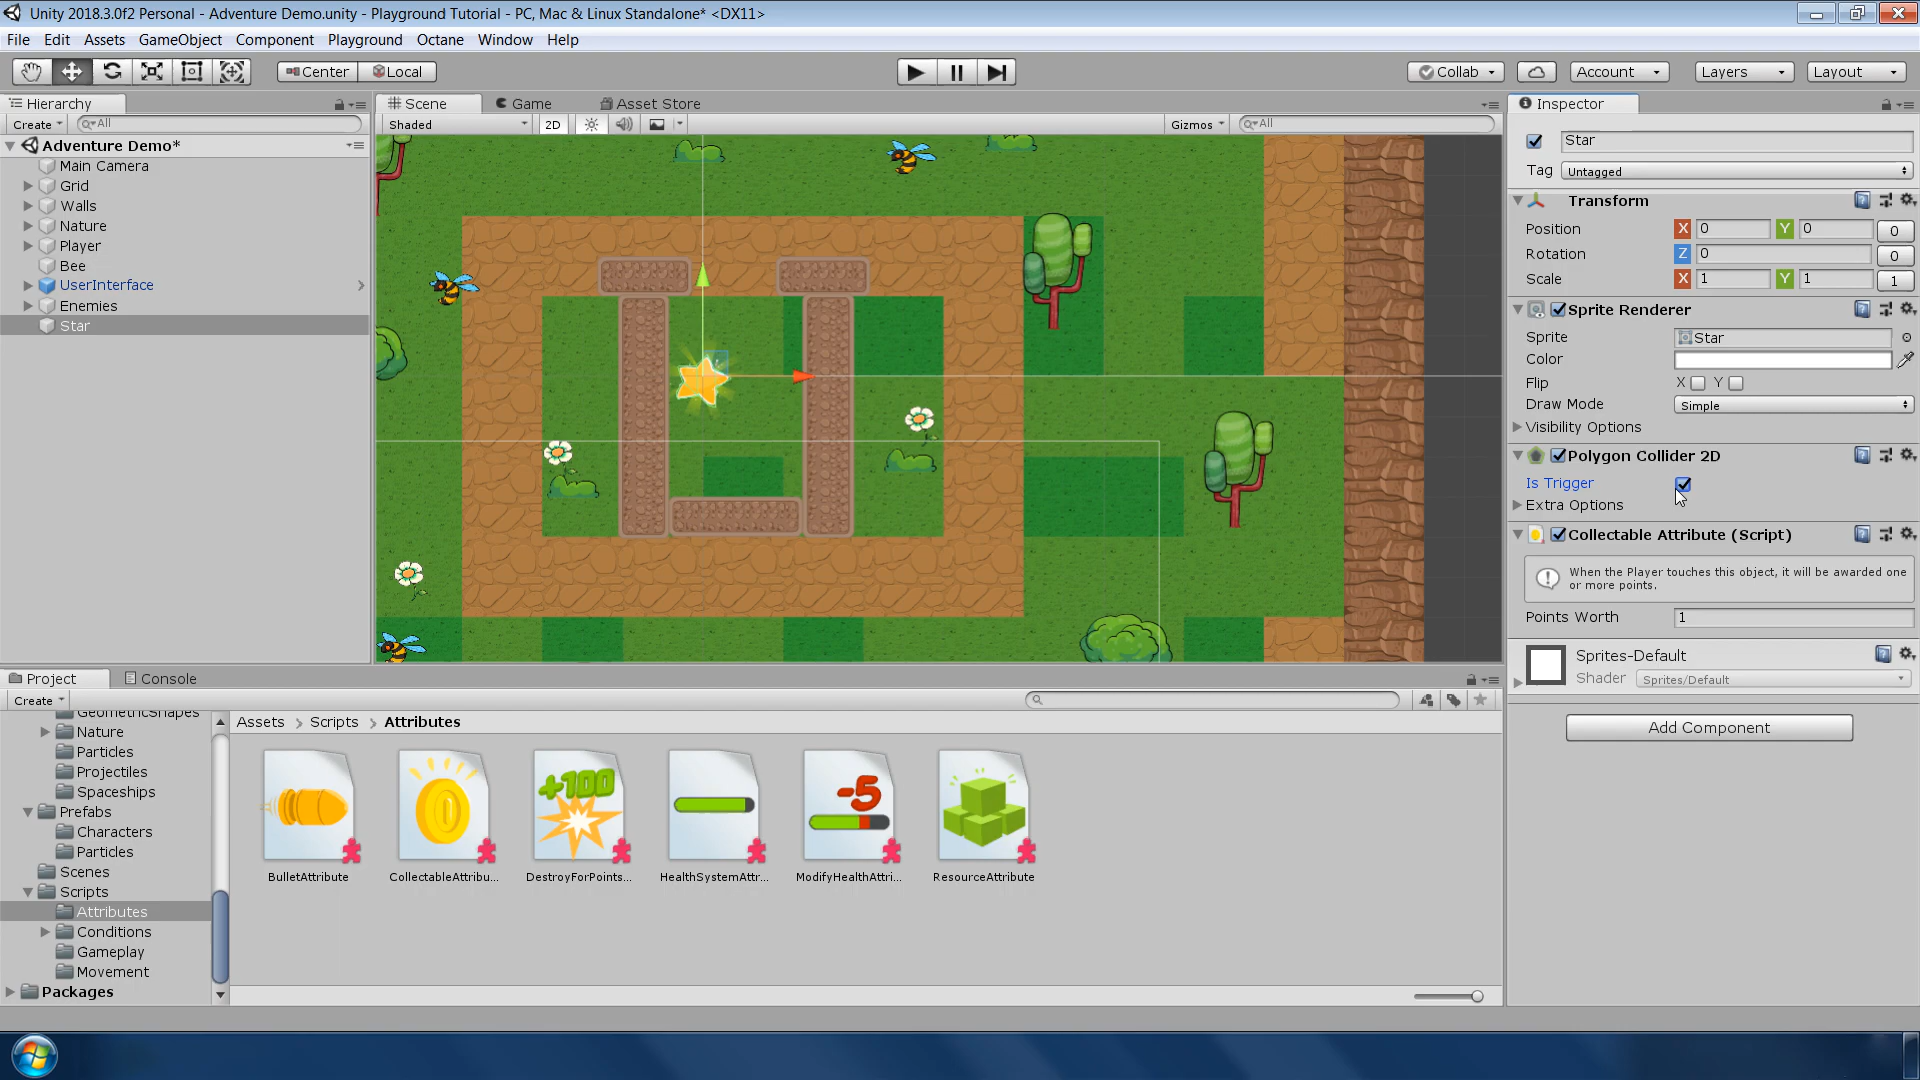 Unity 2018.3.0f2 Personal - Adventure Demo.unity - Playground Tutorial - PC, Mac & Linux Standalone* <DX11>
File Edit Assets GameObject Component Playground Octane Window Help
Center Local Collab Account Layers Layout
Hierarchy
Create All
Adventure Demo*
Main Camera
Grid
Walls
Nature
Player
Bee
UserInterface
Enemies
Star
Scene Game Asset Store
Shaded 2D Gizmos All
Inspector
Star
Tag Untagged
Transform
Position X 0 Y 0 0
Rotation Z 0 0
Scale X 1 Y 1 1
Sprite Renderer
Sprite Star
Color
Flip X Y
Draw Mode Simple
Visibility Options
Polygon Collider 2D
Is Trigger
Extra Options
Collectable Attribute (Script)
When the Player touches this object, it will be awarded one
or more points.
Points Worth 1
Sprites-Default
Shader Sprites/Default
Add Component
Project Console
Create
GeometricShapes
Nature
Particles
Projectiles
Spaceships
Prefabs
Characters
Particles
Scenes
Scripts
Attributes
Conditions
Gameplay
Movement
Packages
Assets > Scripts > Attributes
+100
-5
BulletAttribute
CollectableAttribu...
DestroyForPoints...
HealthSystemAttr...
ModifyHealthAttri...
ResourceAttribute